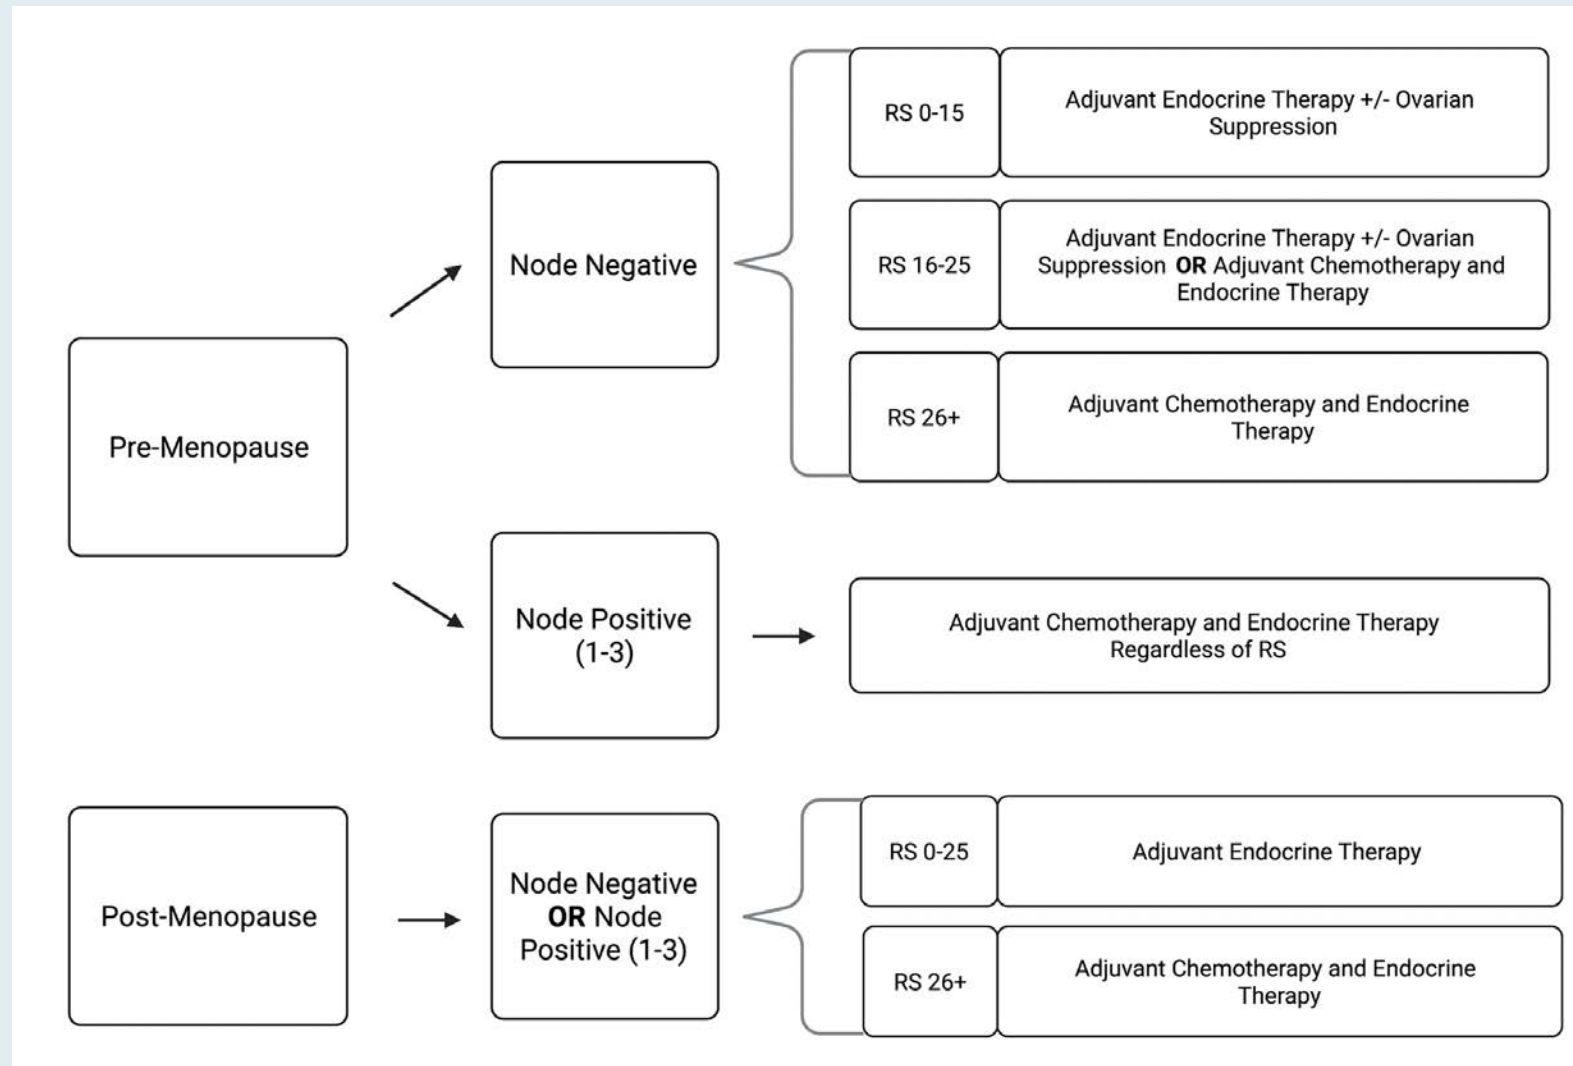 Pre-Menopause
Node Negative
RS 0-15
Adjuvant Endocrine Therapy +/- Ovarian
Suppression
RS 16-25
Adjuvant Endocrine Therapy +/- Ovarian
Suppression OR Adjuvant Chemotherapy and
Endocrine Therapy
RS 26+
Adjuvant Chemotherapy and Endocrine
Therapy
Node Positive
(1-3)
Adjuvant Chemotherapy and Endocrine Therapy
Regardless of RS
Post-Menopause
Node Negative
OR Node
Positive (1-3)
RS 0-25
Adjuvant Endocrine Therapy
RS 26+
Adjuvant Chemotherapy and Endocrine
Therapy